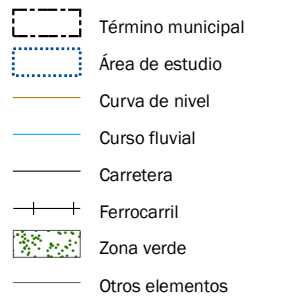 Término municipal
Área de estudio
Curva de nivel
Curso fluvial
Carretera
Ferrocarril
Zona verde
Otros elementos